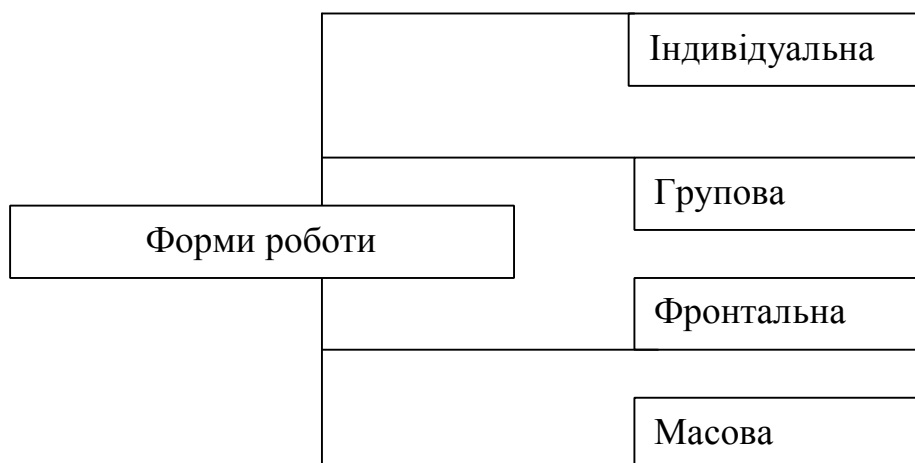 Індивідуальна
Групова
Форми роботи
Фронтальна
Масова